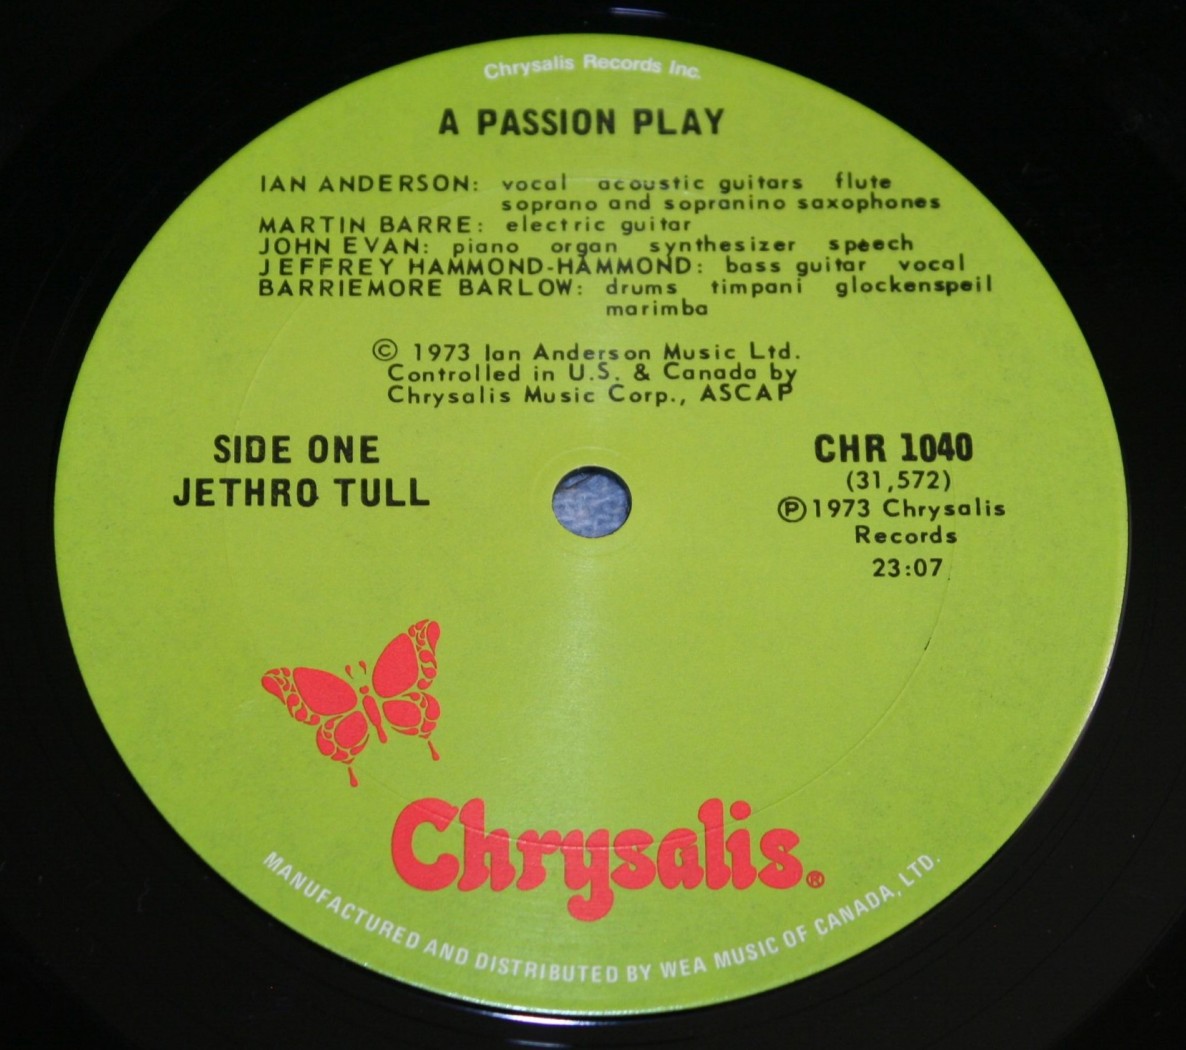 Chrysalis Records Inc.
A PASSION PLAY
IAN ANDERSON: vocal acoustic guitars flute
soprano and sopranino saxophones
MARTIN BARRE: electric guitar
JOHN EVAN: piano organ synthesizer speech
JEFFREY HAMMOND-HAMMOND: bass guitar vocal
BARRIEMORE BARLOW: drums timpani glockenspeil
marimba
© 1973 Ian Anderson Music Ltd.
Controlled in U.S. & Canada by
Chrysalis Music Corp., ASCAP
SIDE ONE
JETHRO TULL
CHR 1040
(31,572)
℗1973 Chrysalis
Records
23:07
Chrysalis®
MANUFACTURED AND DISTRIBUTED BY WEA MUSIC OF CANADA, LTD.